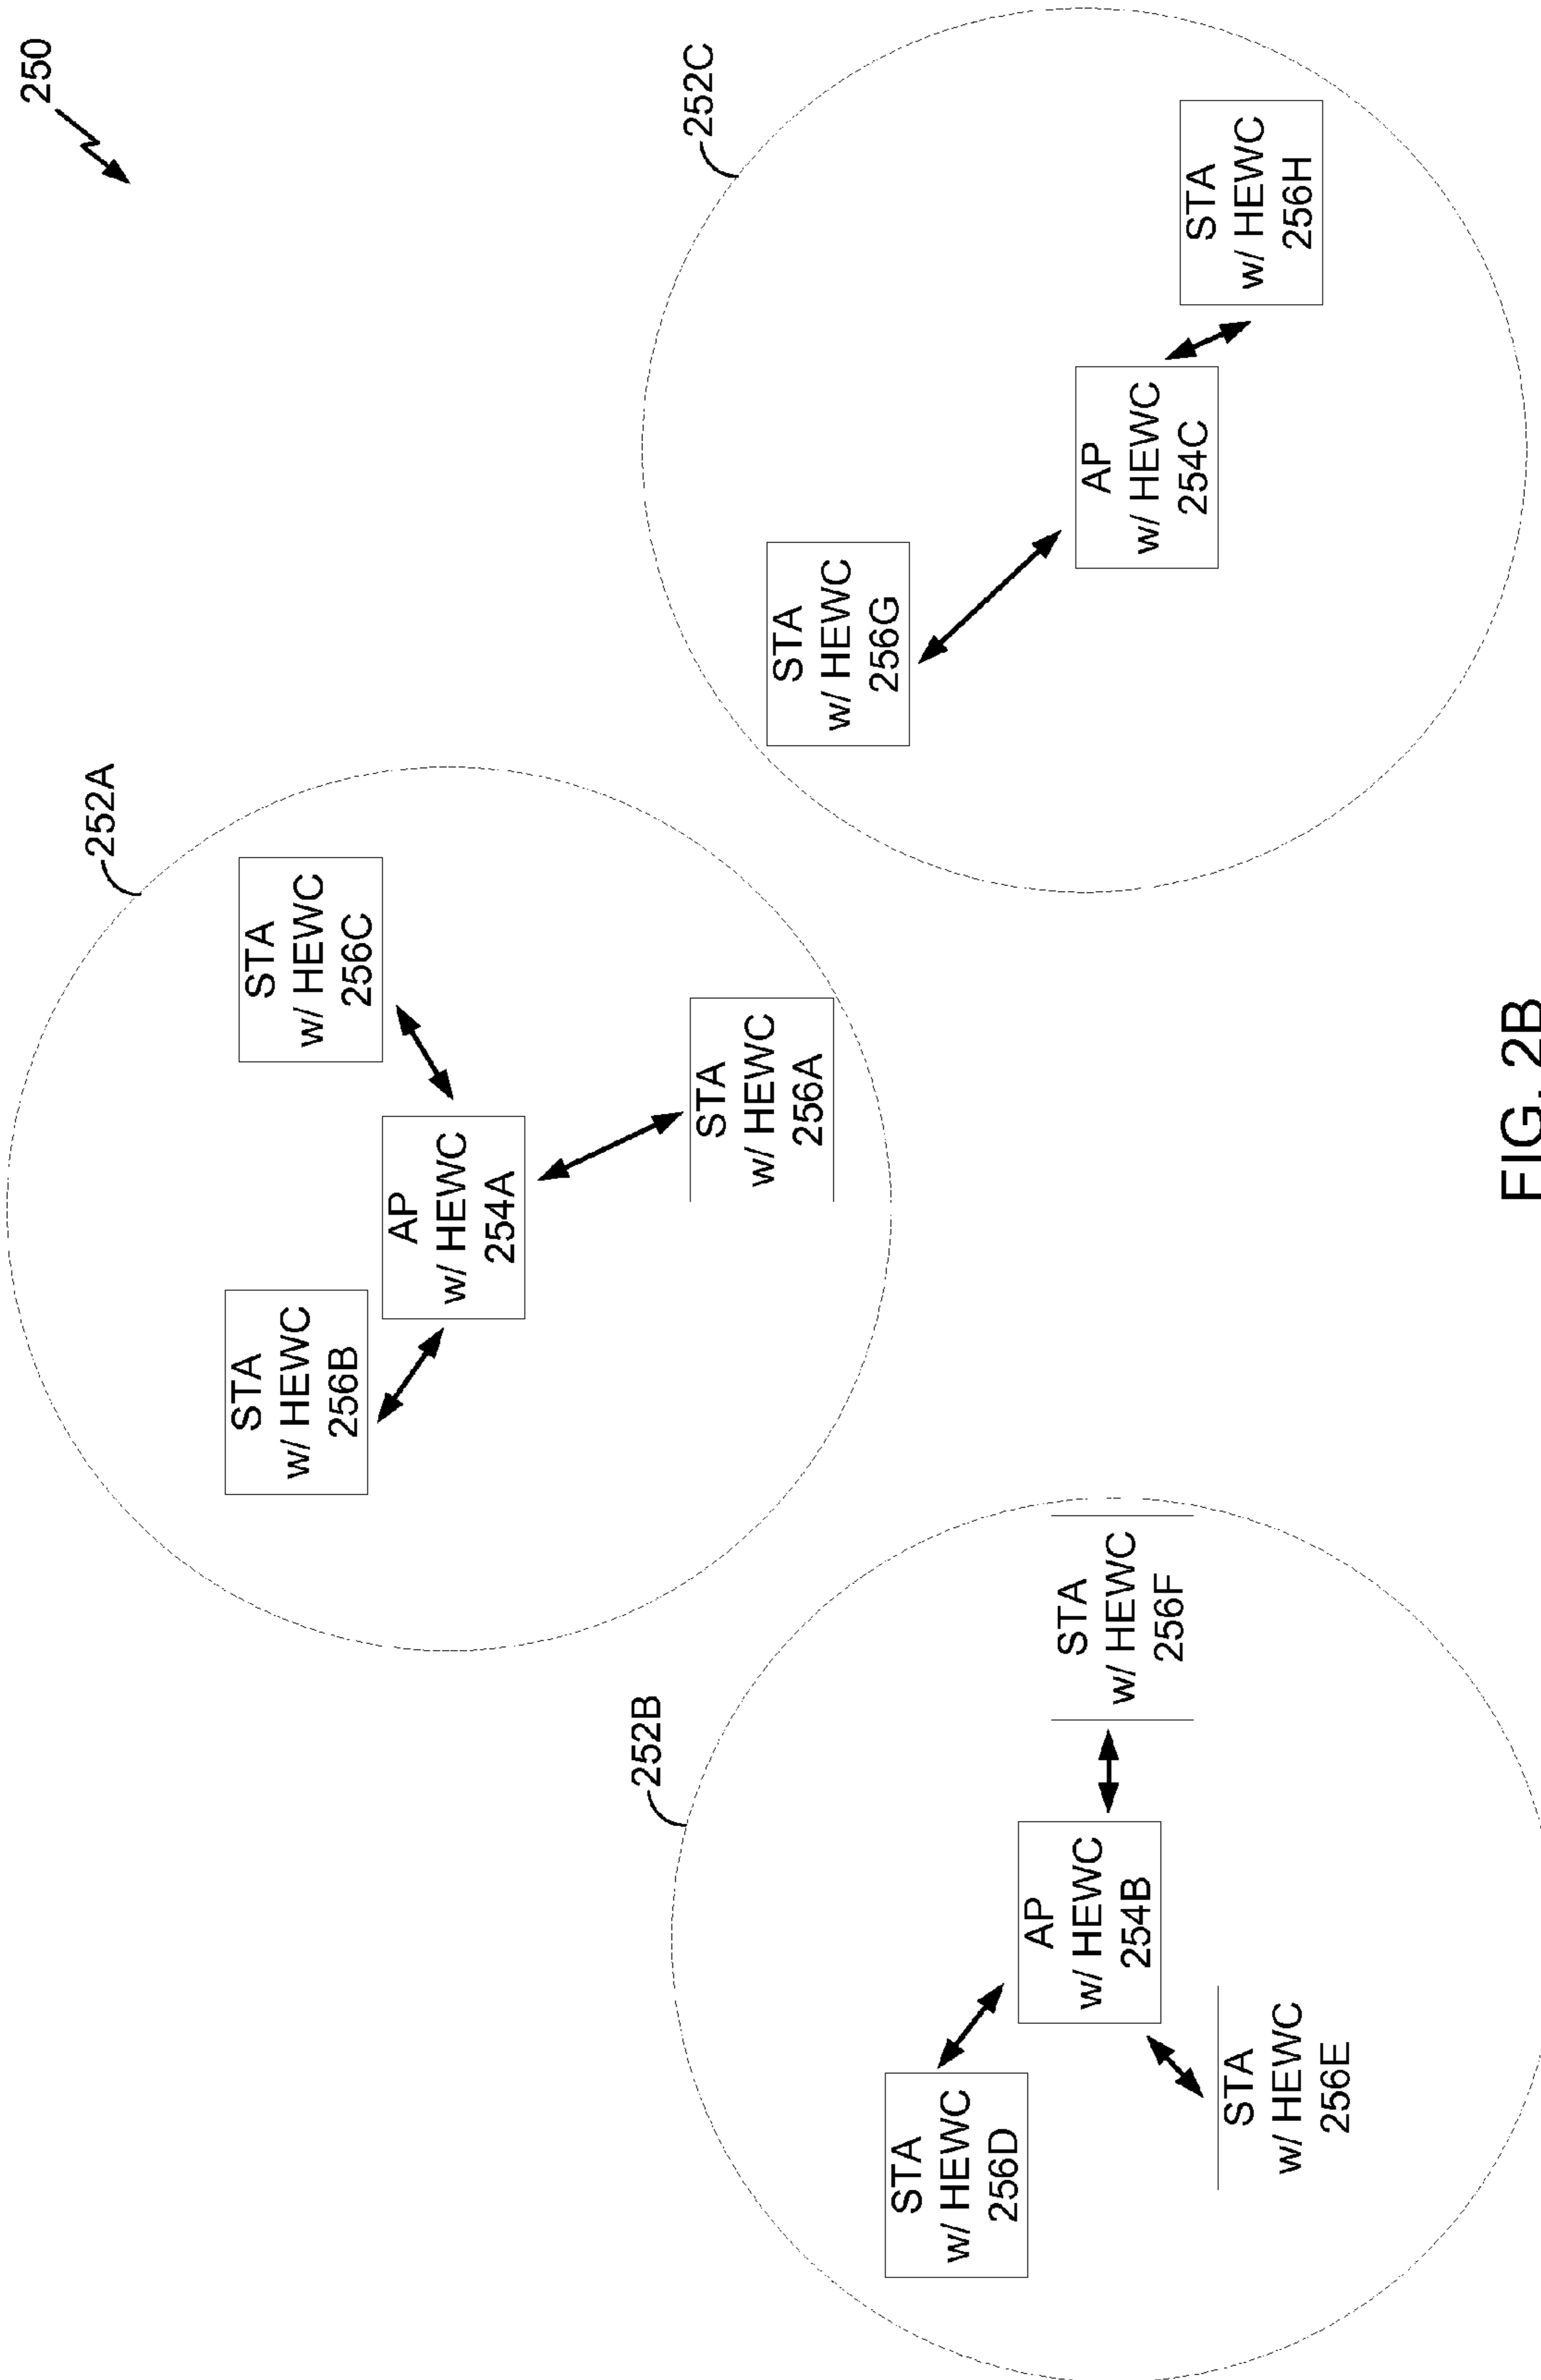 250
252A
STA
w/ HEWC
256B
STA
w/ HEWC
256C
AP
w/ HEWC
254A
STA
w/ HEWC
256A
252B
STA
w/ HEWC
256D
AP
w/ HEWC
254B
STA
w/ HEWC
256F
STA
w/ HEWC
256E
252C
STA
w/ HEWC
256G
AP
w/ HEWC
254C
STA
w/ HEWC
256H
FIG. 2B